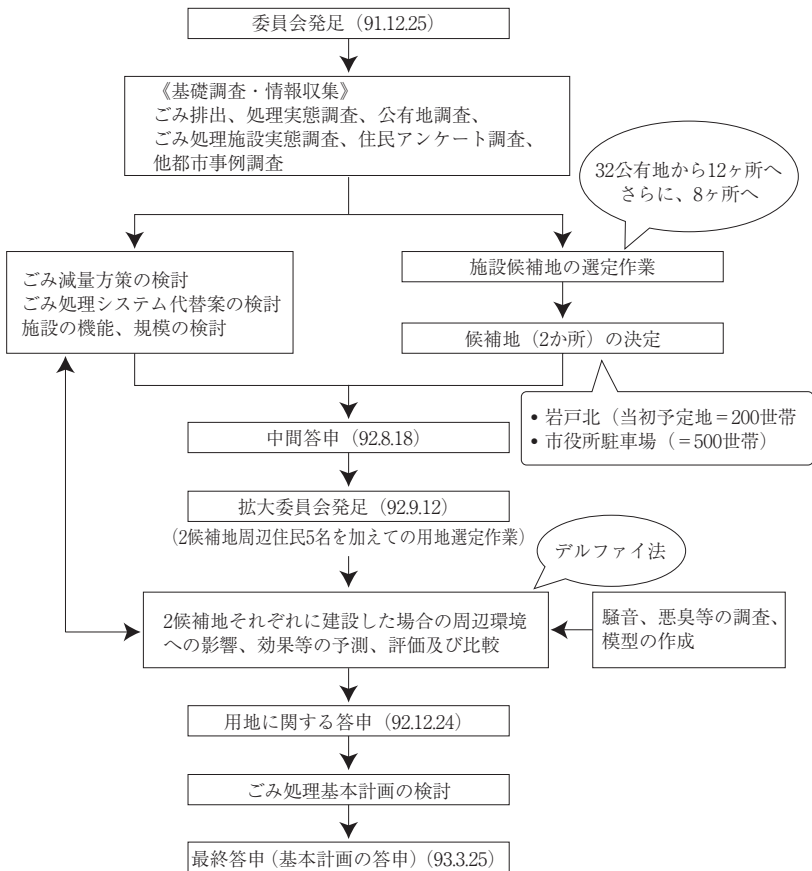 委員会発足（91.12.25）
《基礎調査・情報収集》
ごみ排出、処理実態調査、公有地調査、
ごみ処理施設実態調査、住民アンケート調査、
他都市事例調査
32公有地から12ヶ所へ
さらに、8ヶ所へ
ごみ減量方策の検討
ごみ処理システム代替案の検討
施設の機能、規模の検討
施設候補地の選定作業
候補地（2か所）の決定
• 岩戸北（当初予定地＝200世帯
• 市役所駐車場（＝500世帯）
中間答申（92.8.18）
拡大委員会発足（92.9.12）
（2候補地周辺住民5名を加えての用地選定作業）
デルファイ法
2候補地それぞれに建設した場合の周辺環境
への影響、効果等の予測、評価及び比較
騒音、悪臭等の調査、
模型の作成
用地に関する答申（92.12.24）
ごみ処理基本計画の検討
最終答申（基本計画の答申）（93.3.25）